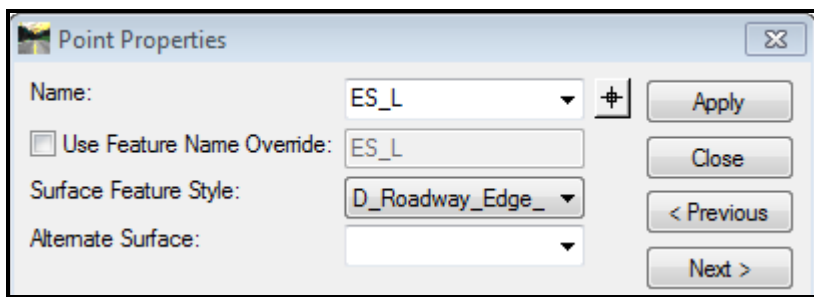 Point Properties
Name: ES_L Apply
Use Feature Name Override: ES_L Close
Surface Feature Style: D_Roadway_Edge_ < Previous
Alternate Surface: Next >